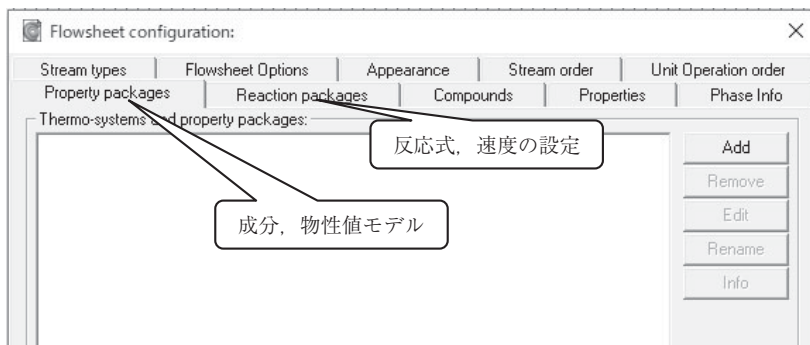 Flowsheet configuration:
Stream types
Flowsheet Options
Appearance
Stream order
Unit Operation order
Property packages
Reaction packages
Compounds
Properties
Phase Info
Thermo-systems and property packages:
反応式，速度の設定
成分，物性値モデル
Add
Remove
Edit
Rename
Info